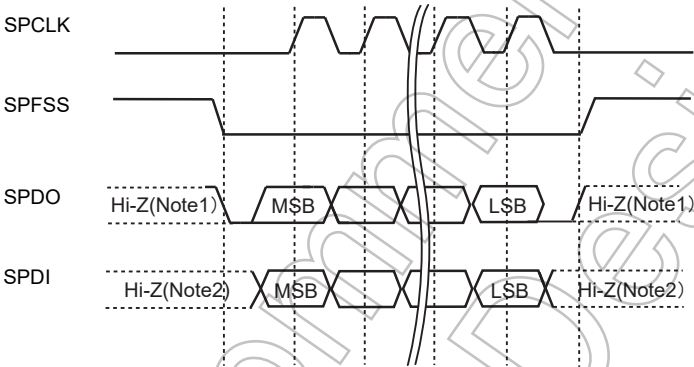 SPCLK
SPFSS
SPDO
Hi-Z(Note1)
MSB
LSB
Hi-Z(Note1)
SPDI
Hi-Z(Note2)
MSB
LSB
Hi-Z(Note2)